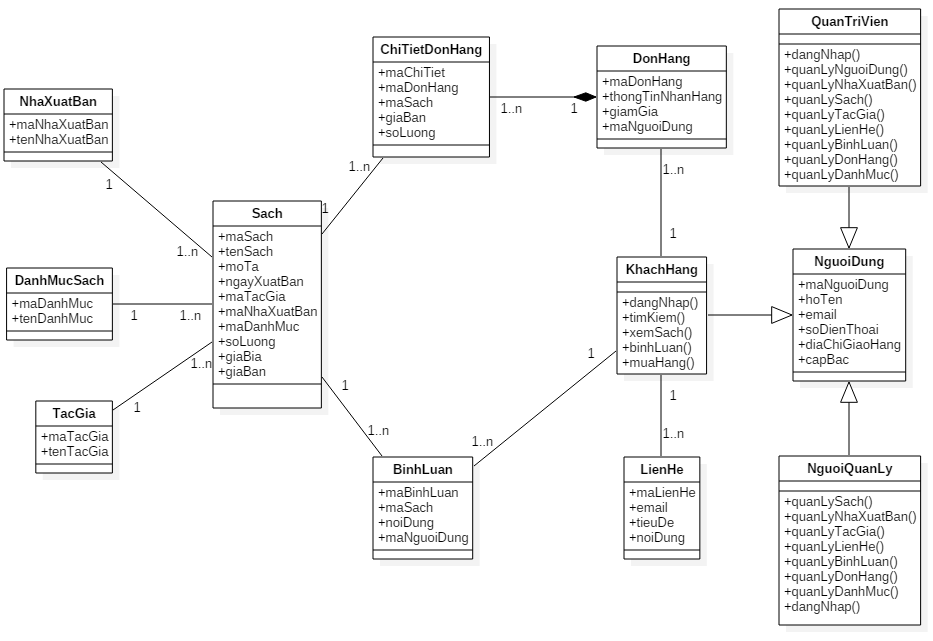 QuanTriVien
+dangNhap()
+quanLyNguoiDung()
+quanLyNhaXuatBan()
+quanLySach()
+quanLyTacGia()
+quanLyLienHe()
+quanLyBinhLuan()
+quanLyDonHang()
+quanLyDanhMuc()
ChiTietDonHang
+maChiTiet
+maDonHang
+maSach
+giaBan
+soLuong
1..n
1
DonHang
+maDonHang
+thongTinNhanHang
+giamGia
+maNguoiDung
1..n
1
NhaXuatBan
+maNhaXuatBan
+tenNhaXuatBan
1
1..n
1..n
1
Sach
+maSach
+tenSach
+moTa
+ngayXuatBan
+maTacGia
+maNhaXuatBan
+maDanhMuc
+soLuong
+giaBia
+giaBan
DanhMucSach
+maDanhMuc
+tenDanhMuc
1
1..n
TacGia
+maTacGia
+tenTacGia
1
1..n
KhachHang
+dangNhap()
+timKiem()
+xemSach()
+binhLuan()
+muaHang()
NguoiDung
+maNguoiDung
+hoTen
+email
+soDienThoai
+diaChiGiaoHang
+capBac
1
1..n
1
1..n
1
1..n
BinhLuan
+maBinhLuan
+maSach
+noiDung
+maNguoiDung
LienHe
+maLienHe
+email
+tieuDe
+noiDung
NguoiQuanLy
+quanLySach()
+quanLyNhaXuatBan()
+quanLyTacGia()
+quanLyLienHe()
+quanLyBinhLuan()
+quanLyDonHang()
+quanLyDanhMuc()
+dangNhap()